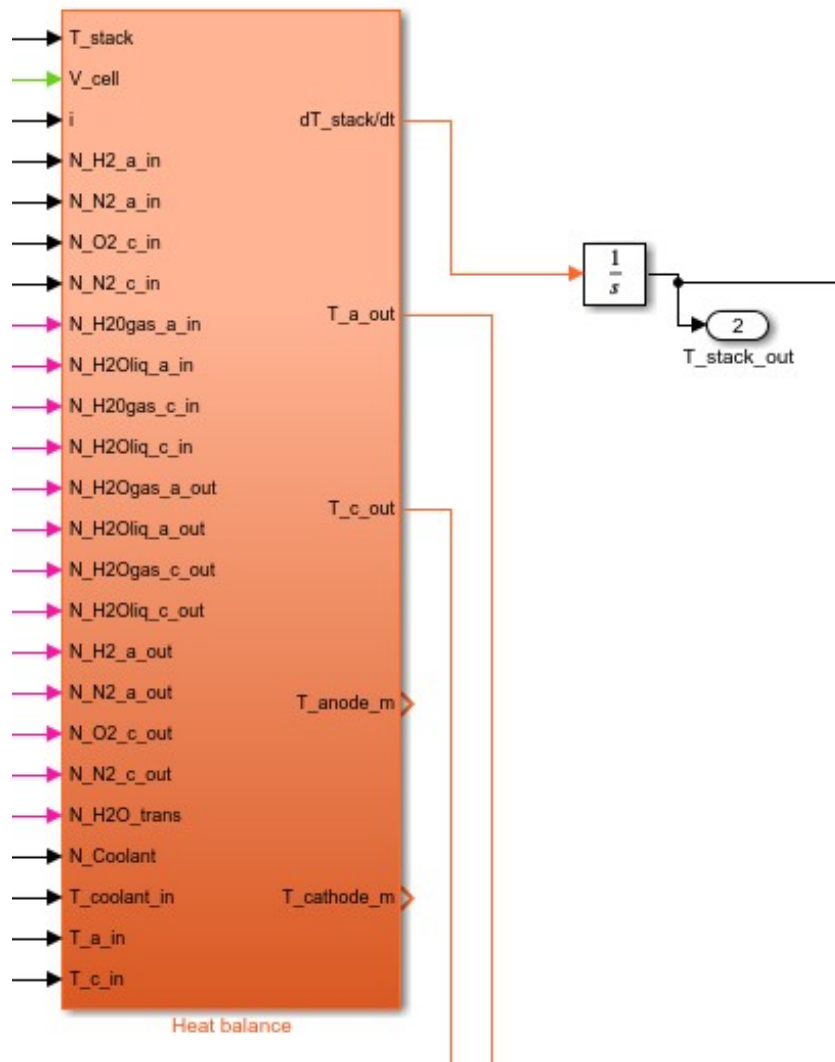 T_stack
V_cell
i
N_H2_a_in
N_N2_a_in
N_O2_c_in
N_N2_c_in
N_H20gas_a_in
N_H2Oliq_a_in
N_H20gas_c_in
N_H2Oliq_c_in
N_H2Ogas_a_out
N_H2Oliq_a_out
N_H2Ogas_c_out
N_H2Oliq_c_out
N_H2_a_out
N_N2_a_out
N_O2_c_out
N_N2_c_out
N_H2O_trans
N_Coolant
T_coolant_in
T_a_in
T_c_in
dT_stack/dt
T_a_out
T_c_out
T_anode_m
T_cathode_m
Heat balance
1
s
2
T_stack_out